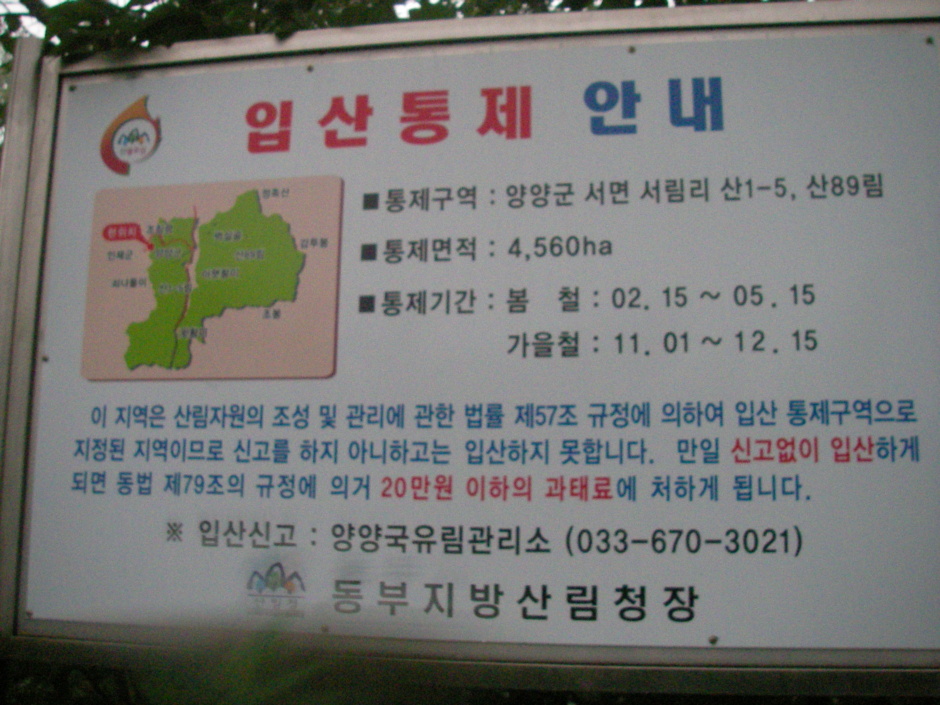 입산통제 안내
■ 통제구역 : 양양군 서면 서림리 산1-5, 산89림
■ 통제면적 : 4,560ha
■ 통제기간 : 봄 철 : 02. 15 ~ 05. 15
가을철 : 11. 01 ~ 12. 15
현위치
인제군
이 지역은 산림자원의 조성 및 관리에 관한 법률 제57조 규정에 의하여 입산 통제구역으로
지정된 지역이므로 신고를 하지 아니하고는 입산하지 못합니다. 만일 신고없이 입산하게
되면 동법 제79조의 규정에 의거 20만원 이하의 과태료에 처하게 됩니다.
※ 입산신고 : 양양국유림관리소 (033-670-3021)
산림청
동부지방산림청장